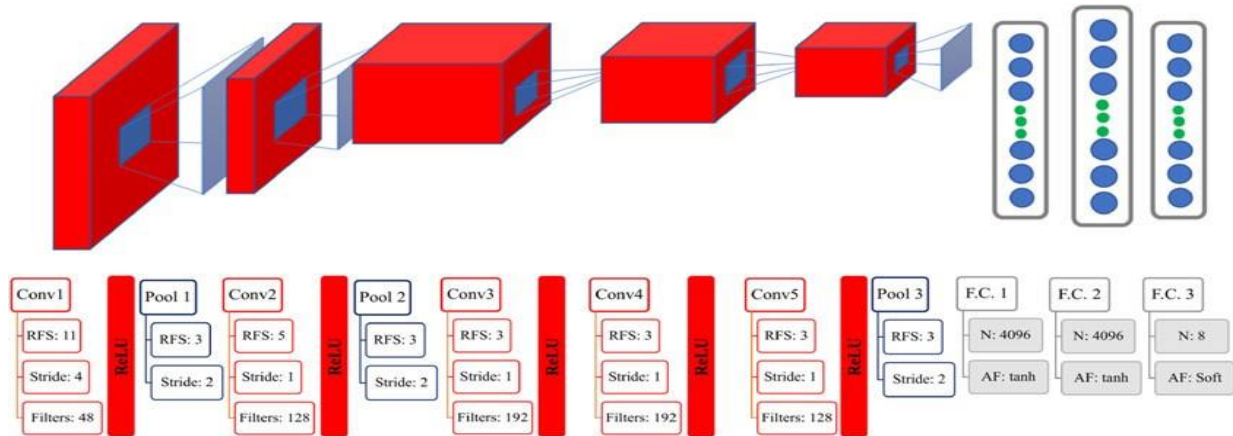 Conv1
RFS: 11
Stride: 4
Filters: 48
ReLU
Pool 1
RFS: 3
Stride: 2
Conv2
RFS: 5
Stride: 1
Filters: 128
ReLU
Pool 2
RFS: 3
Stride: 2
Conv3
RFS: 3
Stride: 1
Filters: 192
ReLU
Conv4
RFS: 3
Stride: 1
Filters: 192
ReLU
Conv5
RFS: 3
Stride: 1
Filters: 128
ReLU
Pool 3
RFS: 3
Stride: 2
F.C. 1
N: 4096
AF: tanh
F.C. 2
N: 4096
AF: tanh
F.C. 3
N: 8
AF: Soft